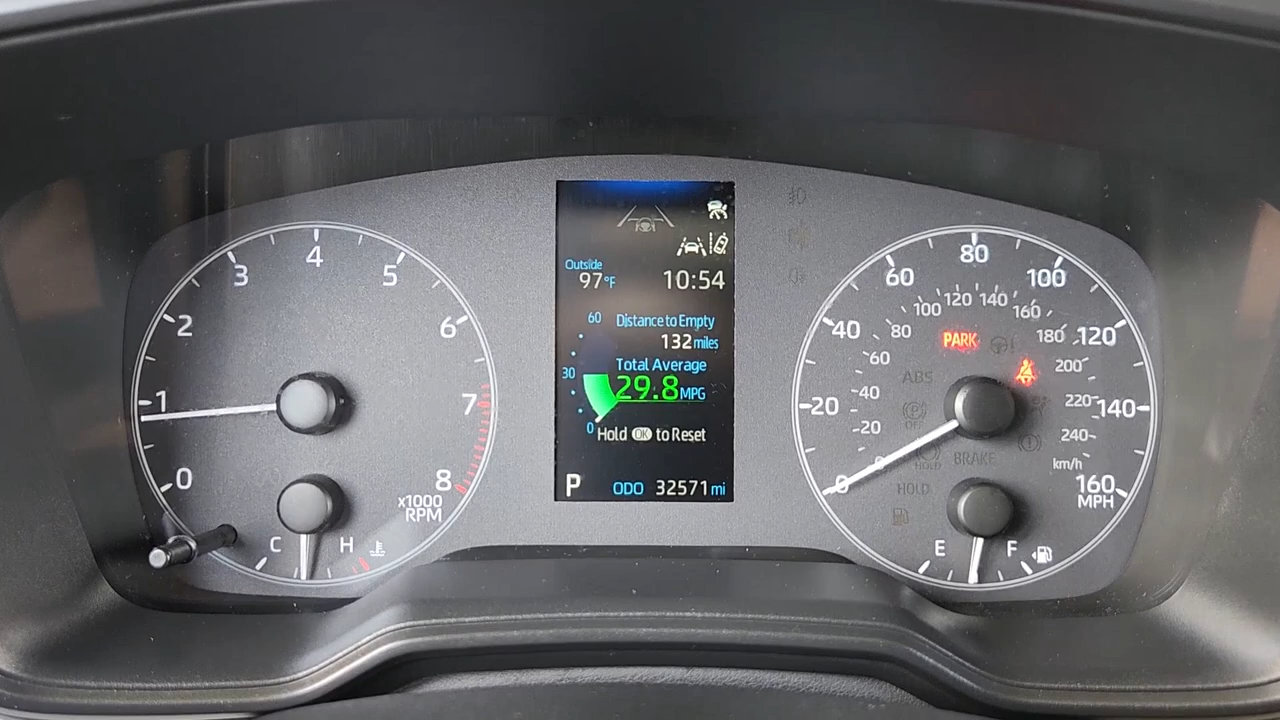 0
1
2
3
4
5
6
7
8
x1000
RPM
C
H
Outside
97°F
10:54
60
30
0
Distance to Empty
132 miles
Total Average
29.8 MPG
Hold OK to Reset
P
ODO 32571 mi
0
20
40
60
80
100
120
140
160
MPH
0
20
40
60
80
100
120
140
160
180
200
220
240
km/h
PARK
ABS
P
OFF
HOLD
BRAKE
HOLD
E
F